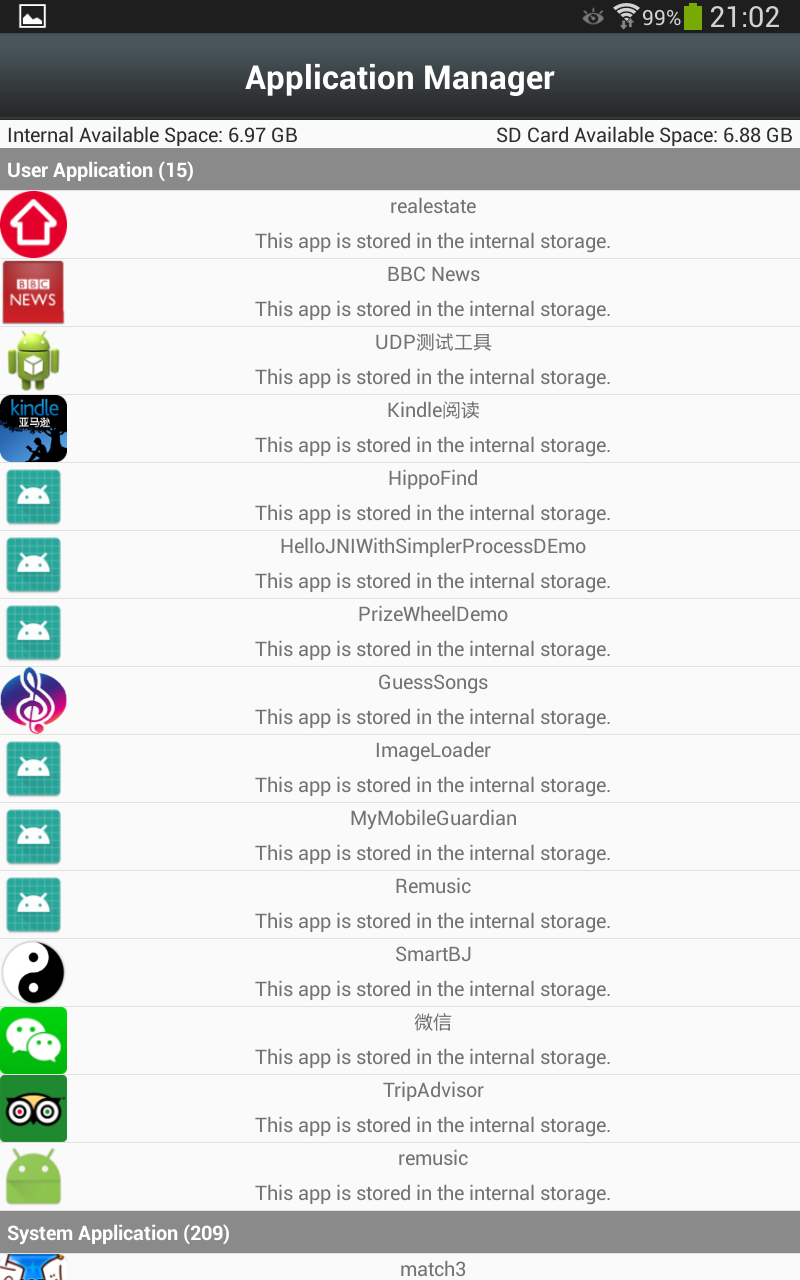 99% 21:02
Application Manager
Internal Available Space: 6.97 GB SD Card Available Space: 6.88 GB
User Application (15)
realestate
This app is stored in the internal storage.
BBC NEWS
BBC News
This app is stored in the internal storage.
UDP测试工具
This app is stored in the internal storage.
kindle
亚马逊
Kindle阅读
This app is stored in the internal storage.
HippoFind
This app is stored in the internal storage.
HelloJNIWithSimplerProcessDEmo
This app is stored in the internal storage.
PrizeWheelDemo
This app is stored in the internal storage.
GuessSongs
This app is stored in the internal storage.
ImageLoader
This app is stored in the internal storage.
MyMobileGuardian
This app is stored in the internal storage.
Remusic
This app is stored in the internal storage.
SmartBJ
This app is stored in the internal storage.
微信
This app is stored in the internal storage.
TripAdvisor
This app is stored in the internal storage.
remusic
This app is stored in the internal storage.
System Application (209)
match3